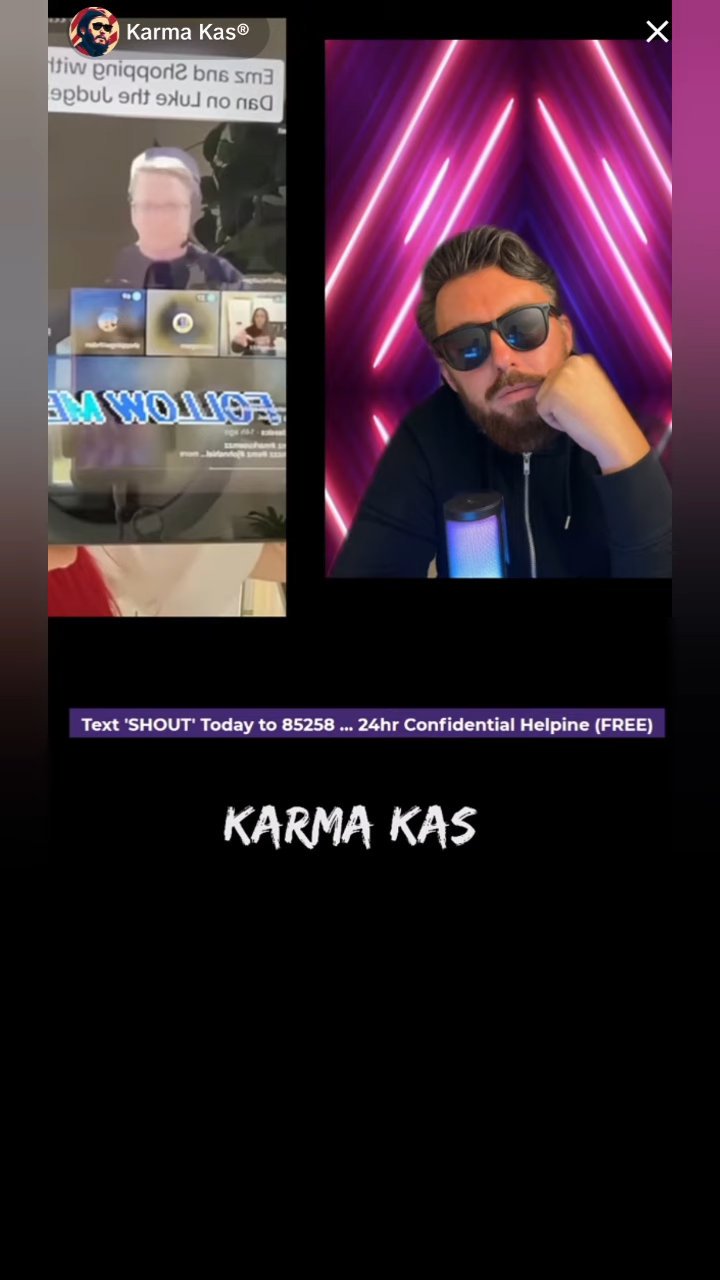 Karma Kas®
Emz and Shopping with
Dan on Luke the Judge
FOLLOW ME
Text 'SHOUT' Today to 85258 ... 24hr Confidential Helpine (FREE)
KARMA KAS